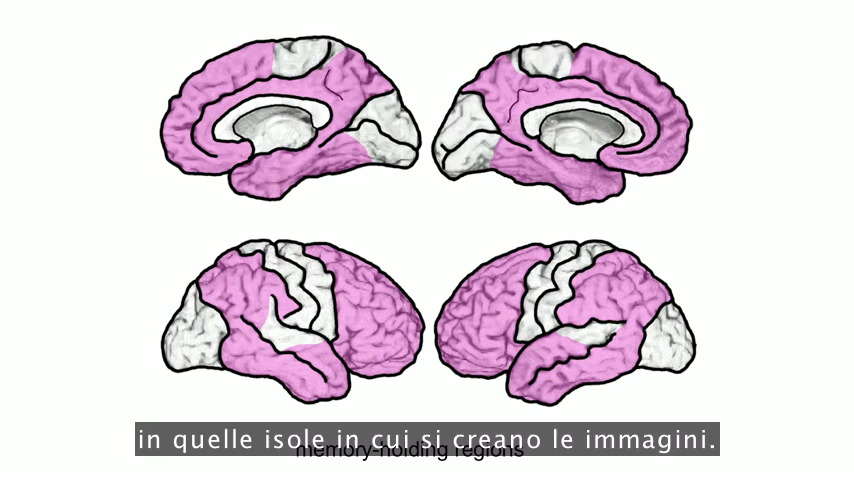 in quelle isole in cui si creano le immagini.
memory-holding regions